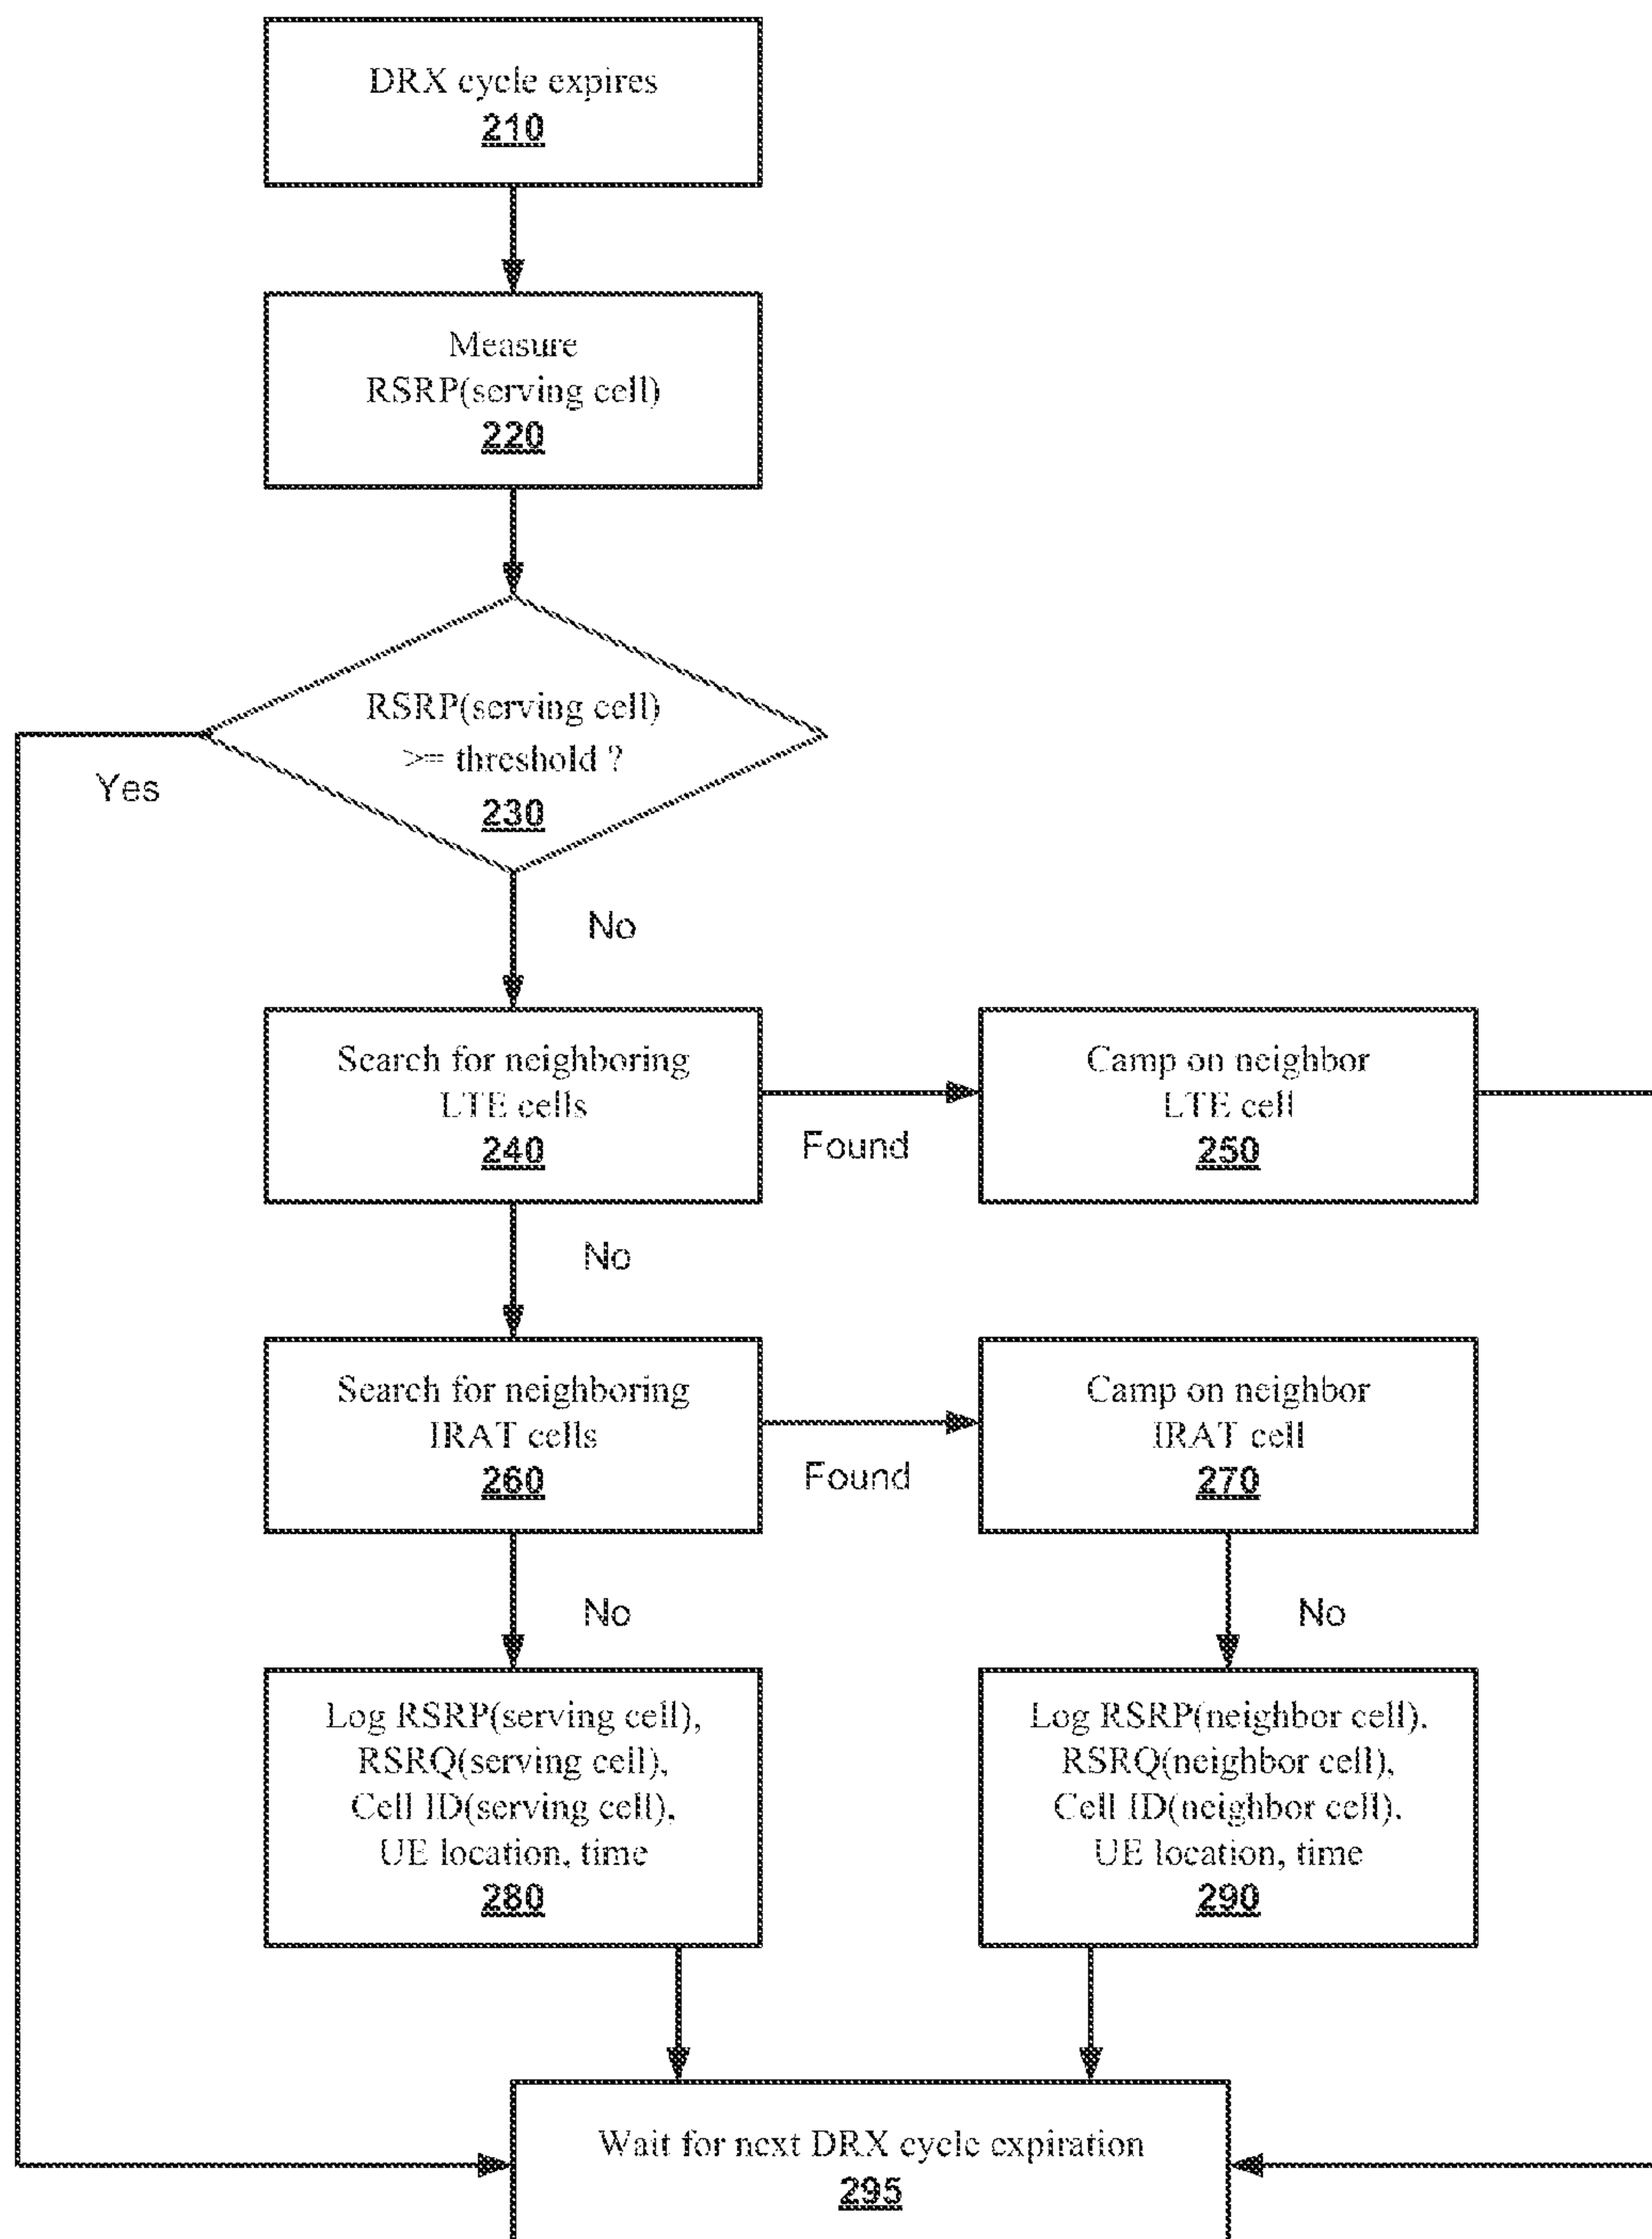 DRX cycle expires
210
Measure
RSRP(serving cell)
220
RSRP(serving cell)
>= threshold ?
230
Yes
No
Search for neighboring
LTE cells
240
Found
Camp on neighbor
LTE cell
250
No
Search for neighboring
IRAT cells
260
Found
Camp on neighbor
IRAT cell
270
No
No
Log RSRP(serving cell),
RSRQ(serving cell),
Cell ID(serving cell),
UE location, time
280
Log RSRP(neighbor cell),
RSRQ(neighbor cell),
Cell ID(neighbor cell),
UE location, time
290
Wait for next DRX cycle expiration
295